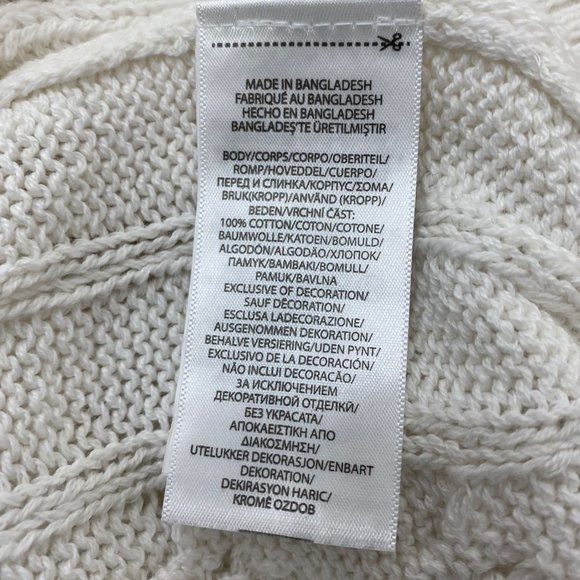 MADE IN BANGLADESH
FABRIQUÉ AU BANGLADESH
HECHO EN BANGLADESH
BANGLADEŞ'TE ÜRETILMIŞTIR
BODY/CORPS/CORPO/OBERTEIL/
ROMP/HOVEDDEL/CUERPO/
ПЕРЕД И СПИНКА/КОРПУС/ΣΩΜΑ/
BRUK(KROPP)/ANVÄND (KROPP)/
BEDEN/VRCHNÍ ČÁST:
100% COTTON/COTON/COTONE/
BAUMWOLLE/KATOEN/BOMULD/
ALGODÓN/ALGODÃO/ХЛОПОК/
ΠΑΜΥΚ/BAMBAKI/BOMULL/
PAMUK/BAVLNA
EXCLUSIVE OF DECORATION/
SAUF DÉCORATION/
ESCLUSA LADECORAZIONE/
AUSGENOMMEN DEKORATION/
BEHALVE VERSIERING/UDEN PYNT/
EXCLUSIVO DE LA DECORACIÓN/
NÃO INCLUI DECORAÇÃO/
ЗА ИСКЛЮЧЕНИЕМ
ДЕКОРАТИВНОЙ ОТДЕЛКИ/
БЕЗ УКРАСАТА/
ΑΠΟΚΛΕΙΣΤΙΚΗ ΑΠΟ
ΔΙΑΚΟΣΜΗΣΗ/
UTELUKKER DEKORASJON/ENBART
DEKORATION/
DEKIRASYON HARIC/
KROMĚ OZDOB